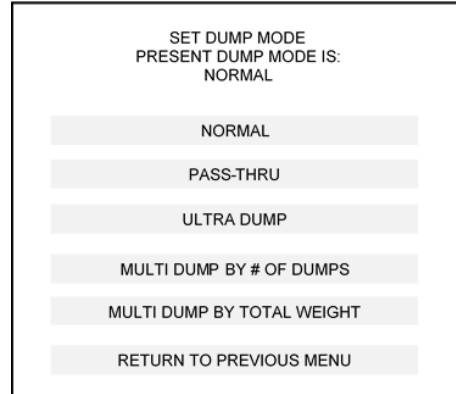 SET DUMP MODE
PRESENT DUMP MODE IS:
NORMAL
NORMAL
PASS-THRU
ULTRA DUMP
MULTI DUMP BY # OF DUMPS
MULTI DUMP BY TOTAL WEIGHT
RETURN TO PREVIOUS MENU